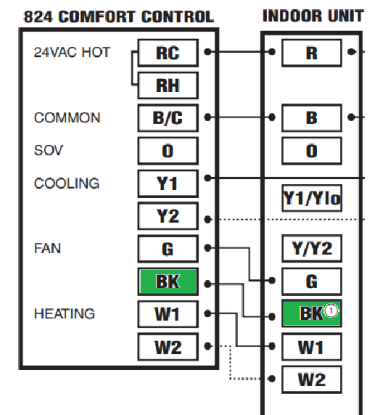 824 COMFORT CONTROL INDOOR UNIT
24VAC HOT RC R
RH
COMMON B/C B
SOV O O
COOLING Y1 Y1/Ylo
Y2
FAN G Y/Y2
G
BK BK 1
HEATING W1 W1
W2 W2